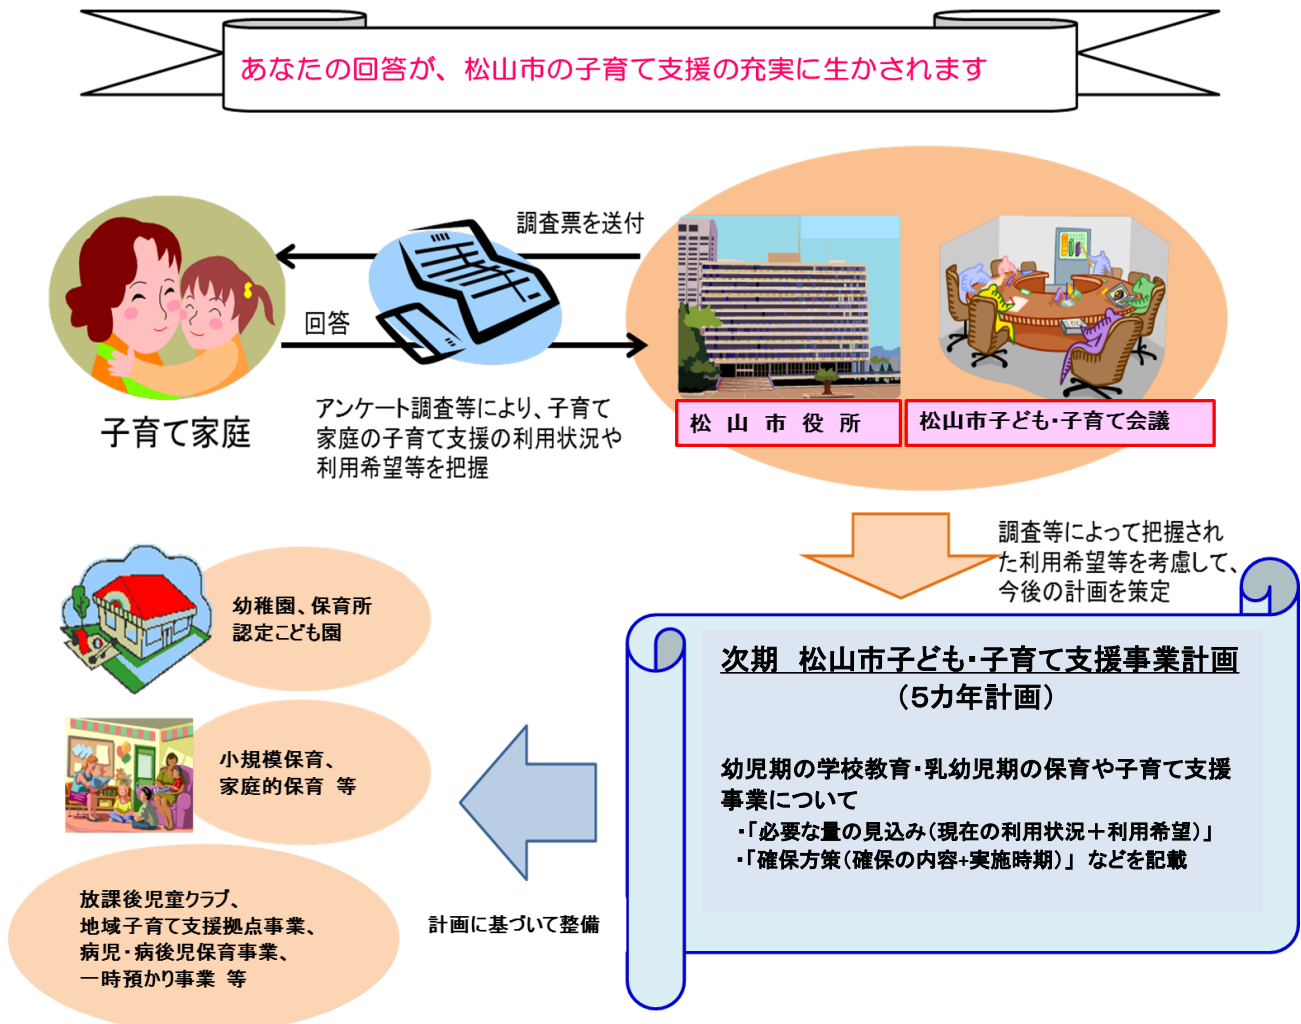 あなたの回答が、松山市の子育て支援の充実に生かされます
調査票を送付
回答
子育て家庭
アンケート調査等により、子育て
家庭の子育て支援の利用状況や
利用希望等を把握
松 山 市 役 所
松山市子ども・子育て会議
調査等によって把握され
た利用希望等を考慮して、
今後の計画を策定
次期　松山市子ども・子育て支援事業計画
（５カ年計画）
幼児期の学校教育・乳幼児期の保育や子育て支援
事業について
・「必要な量の見込み（現在の利用状況＋利用希望）」
・「確保方策（確保の内容+実施時期）」 などを記載
計画に基づいて整備
幼稚園、保育所
認定こども園
小規模保育、
家庭的保育 等
放課後児童クラブ、
地域子育て支援拠点事業、
病児・病後児保育事業、
一時預かり事業 等